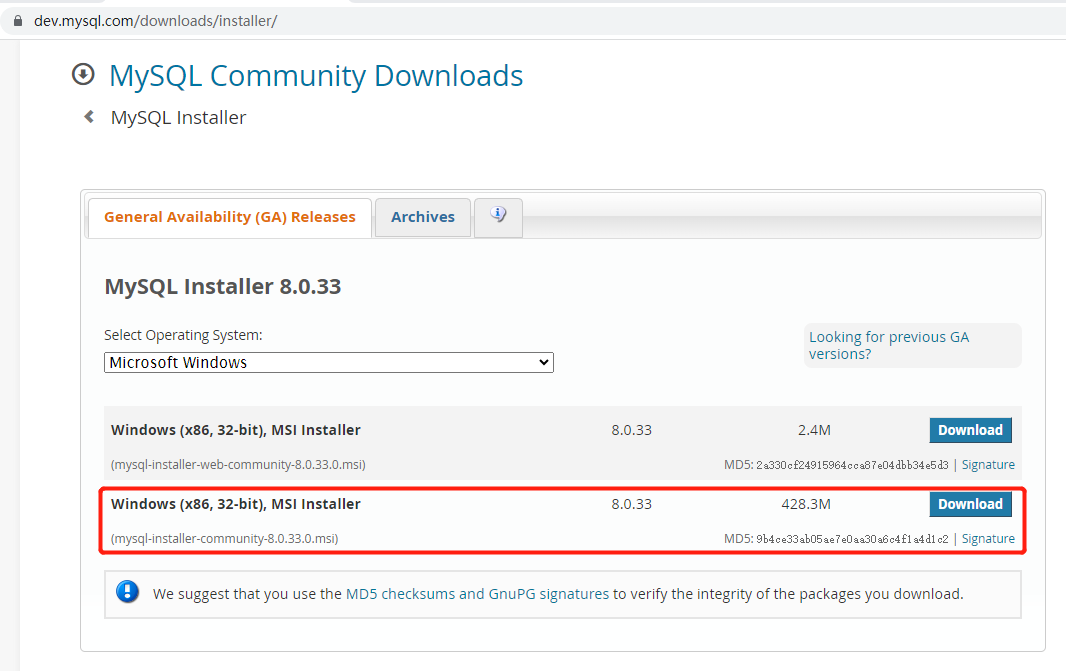 dev.mysql.com/downloads/installer/
MySQL Community Downloads
MySQL Installer
General Availability (GA) Releases
Archives
MySQL Installer 8.0.33
Select Operating System:
Looking for previous GA
versions?
Microsoft Windows
Windows (x86, 32-bit), MSI Installer 8.0.33 2.4M Download
(mysql-installer-web-community-8.0.33.0.msi) MD5: 2a330cf24915964cca87e04dbb34e5d3 | Signature
Windows (x86, 32-bit), MSI Installer 8.0.33 428.3M Download
(mysql-installer-community-8.0.33.0.msi) MD5: 9b4ce33ab05ae7e0aa30a6c4f1a4d1c2 | Signature
We suggest that you use the MD5 checksums and GnuPG signatures to verify the integrity of the packages you download.